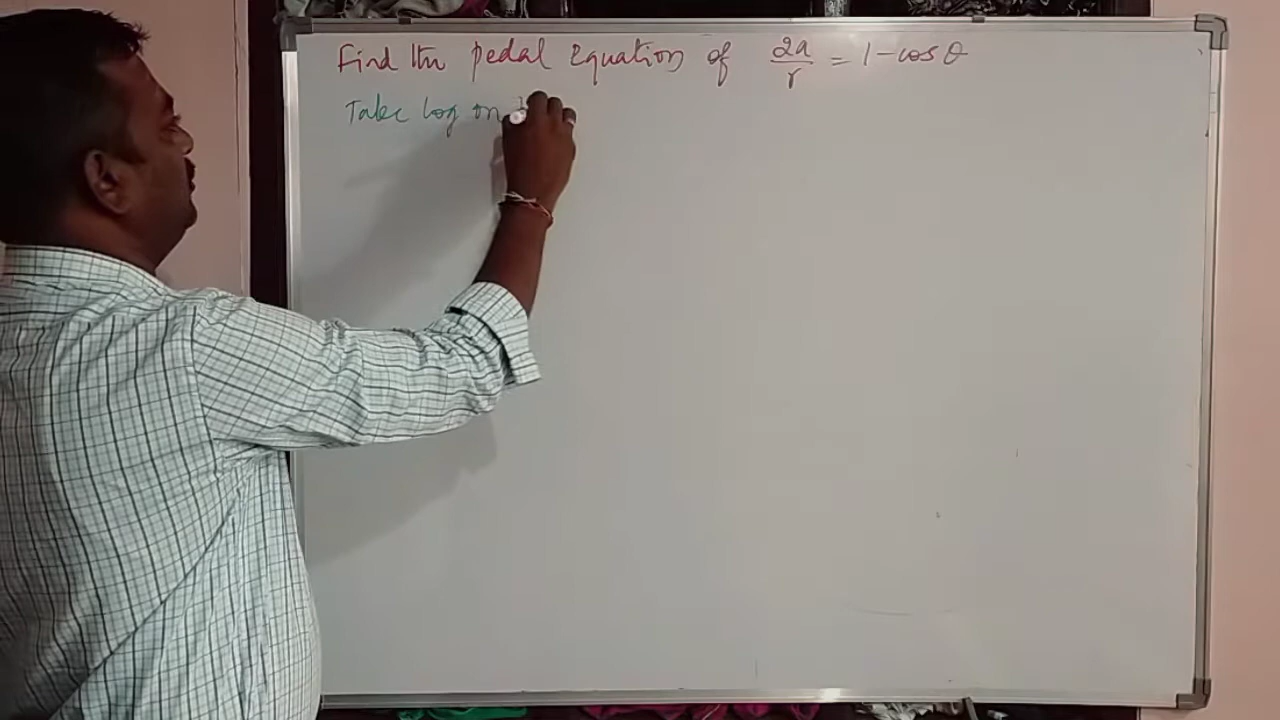 Find the pedal Equation of 2a/r = 1-cos θ
Take log on